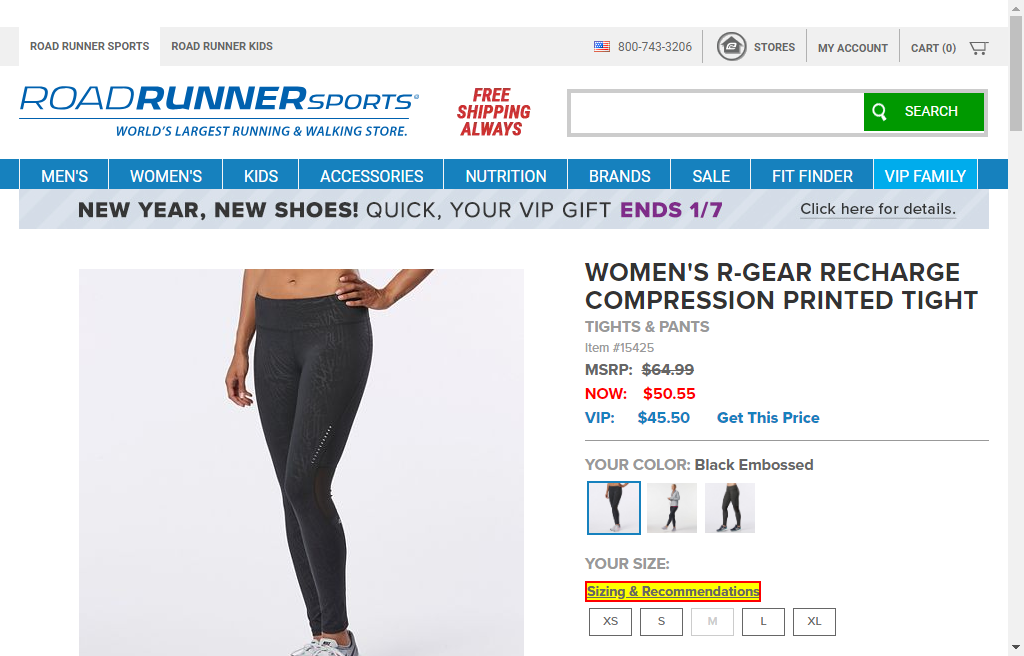 ROAD RUNNER SPORTS
ROAD RUNNER KIDS
800-743-3206
STORES
MY ACCOUNT
CART (0)
ROADRUNNERSPORTS®
WORLD'S LARGEST RUNNING & WALKING STORE.
FREE
SHIPPING
ALWAYS
SEARCH
MEN'S
WOMEN'S
KIDS
ACCESSORIES
NUTRITION
BRANDS
SALE
FIT FINDER
VIP FAMILY
NEW YEAR, NEW SHOES! QUICK, YOUR VIP GIFT ENDS 1/7
Click here for details.
WOMEN'S R-GEAR RECHARGE
COMPRESSION PRINTED TIGHT
TIGHTS & PANTS
Item #15425
MSRP: $64.99
NOW: $50.55
VIP: $45.50 Get This Price
YOUR COLOR: Black Embossed
YOUR SIZE:
Sizing & Recommendations
XS
S
M
L
XL